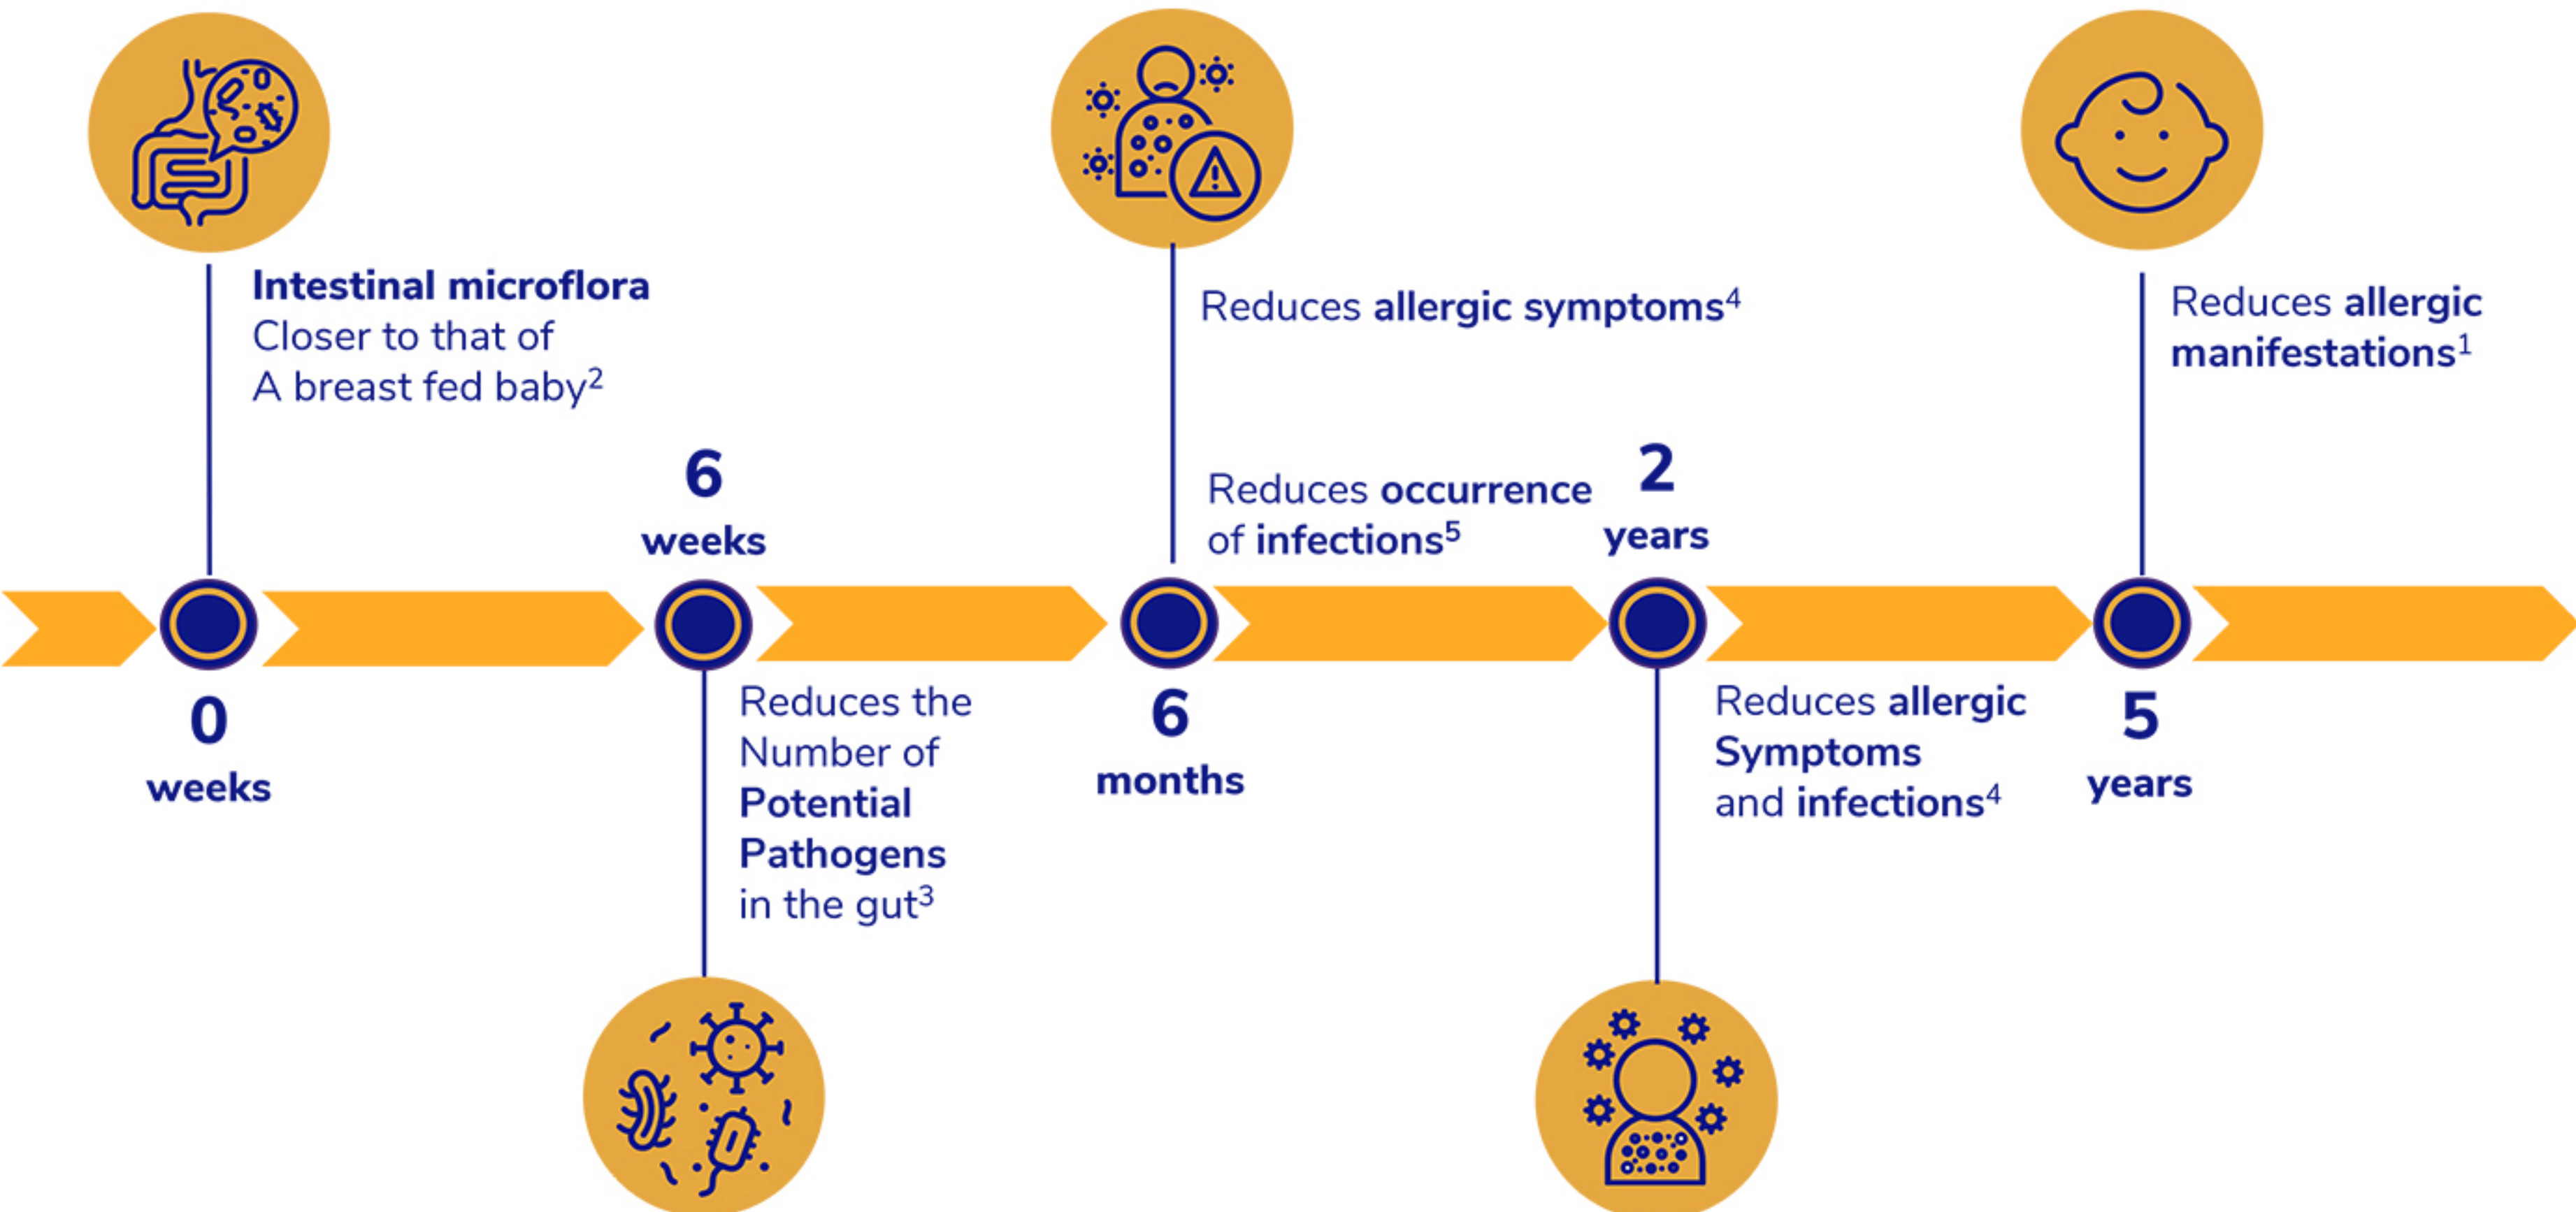 Intestinal microflora
Closer to that of
A breast fed baby²
0
weeks
6
weeks
Reduces the
Number of
Potential
Pathogens
in the gut³
Reduces allergic symptoms⁴
Reduces occurrence
of infections⁵
6
months
2
years
Reduces allergic
Symptoms
and infections⁴
Reduces allergic
manifestations¹
5
years